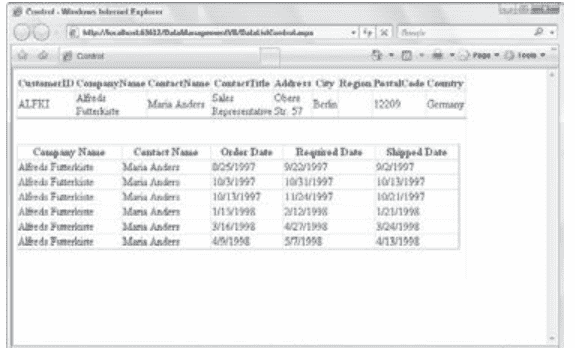 Control - Windows Internet Explorer
http://localhost:63612/DataManagementVB/DataListControl.aspx
Google
Control
Page
Tools
CustomerID CompanyName ContactName ContactTitle Address City Region PostalCode Country
ALFKI Alfreds Futterkiste Maria Anders Sales Representative Obere Str. 57 Berlin 12209 Germany
Company Name Contact Name Order Date Required Date Shipped Date
Alfreds Futterkiste Maria Anders 8/25/1997 9/22/1997 9/2/1997
Alfreds Futterkiste Maria Anders 10/3/1997 10/31/1997 10/13/1997
Alfreds Futterkiste Maria Anders 10/13/1997 11/24/1997 10/21/1997
Alfreds Futterkiste Maria Anders 1/15/1998 2/12/1998 1/21/1998
Alfreds Futterkiste Maria Anders 3/16/1998 4/27/1998 3/24/1998
Alfreds Futterkiste Maria Anders 4/9/1998 5/7/1998 4/13/1998